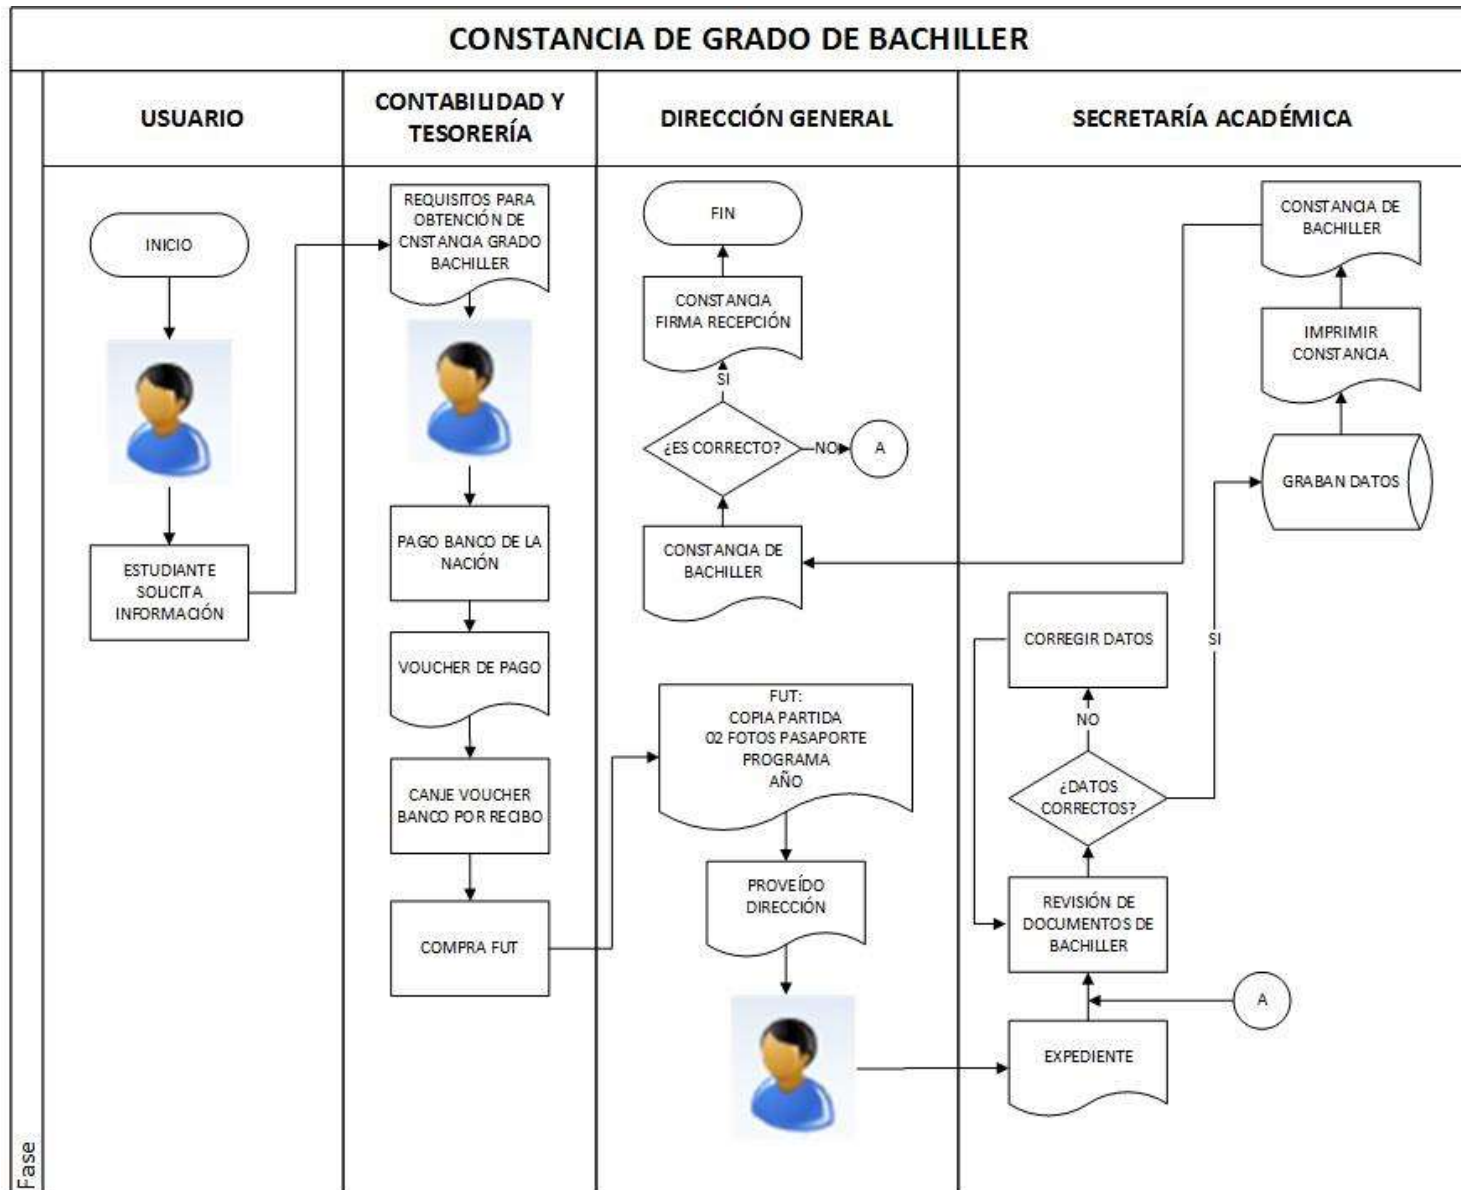 CONSTANCIA DE GRADO DE BACHILLER
USUARIO
CONTABILIDAD Y
TESORERÍA
DIRECCIÓN GENERAL
SECRETARÍA ACADÉMICA
Fase
INICIO
ESTUDIANTE
SOLICITA
INFORMACIÓN
REQUISITOS PARA
OBTENCIÓN DE
CNSTANCIA GRADO
BACHILLER
PAGO BANCO DE LA
NACIÓN
VOUCHER DE PAGO
CANJE VOUCHER
BANCO POR RECIBO
COMPRA FUT
FIN
CONSTANCIA
FIRMA RECEPCIÓN
SI
¿ES CORRECTO?
NO
A
CONSTANCIA DE
BACHILLER
FUT:
COPIA PARTIDA
02 FOTOS PASAPORTE
PROGRAMA
AÑO
PROVEÍDO
DIRECCIÓN
CONSTANCIA DE
BACHILLER
IMPRIMIR
CONSTANCIA
GRABAN DATOS
CORREGIR DATOS
SI
NO
¿DATOS
CORRECTOS?
REVISIÓN DE
DOCUMENTOS DE
BACHILLER
A
EXPEDIENTE